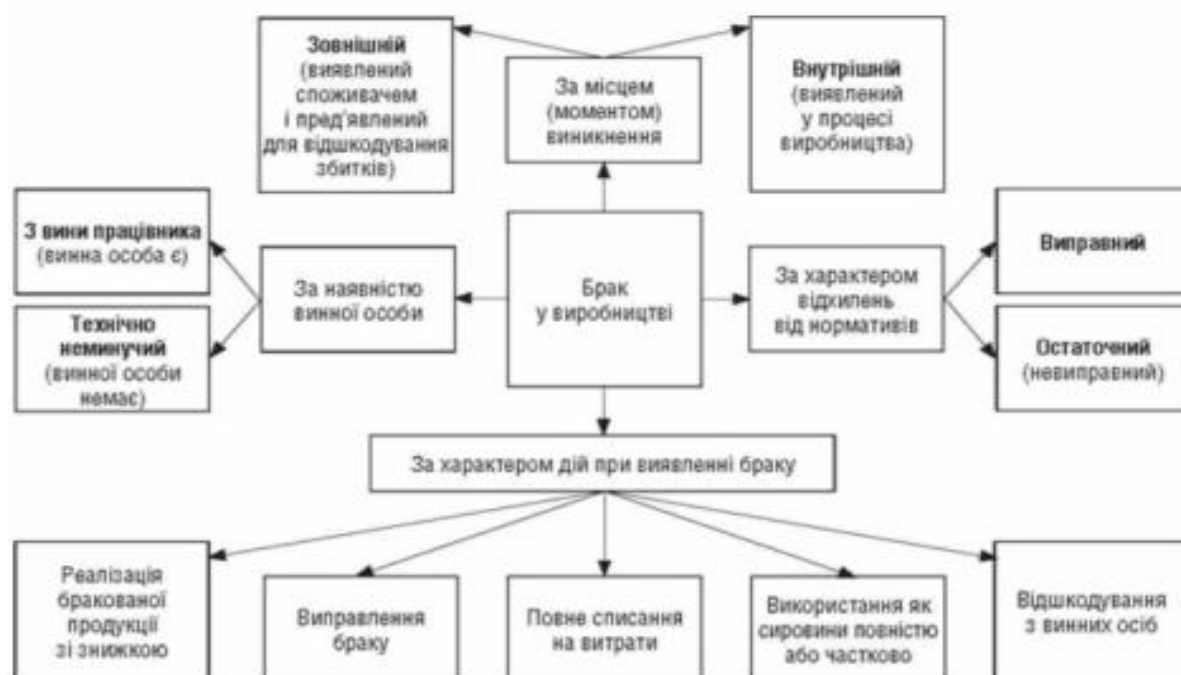 Зовнішній
(виявлений
споживачем
і пред'явлений
для відшкодування
збитків)
За місцем
(моментом)
виникнення
Внутрішній
(виявлений
у процесі
виробництва)
З вини працівника
(винна особа є)
Технічно
неминучий
(винної особи
немає)
За наявністю
винної особи
Брак
у виробництві
За характером
відхилень
від нормативів
Виправний
Остаточний
(невиправний)
За характером дій при виявленні браку
Реалізація
бракованої
продукції
зі знижкою
Виправлення
браку
Повне списання
на витрати
Використання як
сировини повністю
або частково
Відшкодування
з винних осіб